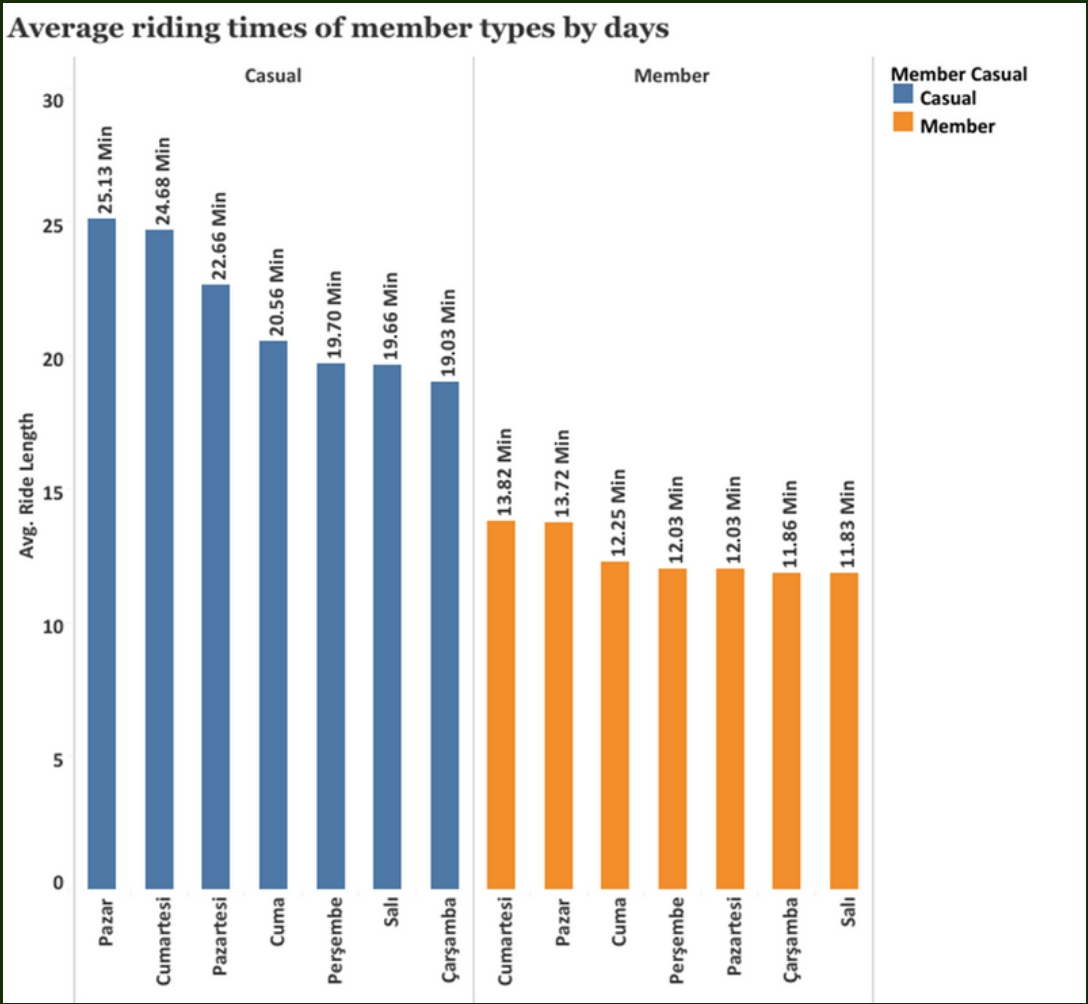 Average riding times of member types by days
Casual
Member
Member Casual
Casual
Member
Avg. Ride Length
30
25
20
15
10
5
0
25.13 Min
24.68 Min
22.66 Min
20.56 Min
19.70 Min
19.66 Min
19.03 Min
13.82 Min
13.72 Min
12.25 Min
12.03 Min
12.03 Min
11.86 Min
11.83 Min
Pazar
Cumartesi
Pazartesi
Cuma
Perşembe
Salı
Çarşamba
Cumartesi
Pazar
Cuma
Perşembe
Pazartesi
Çarşamba
Salı